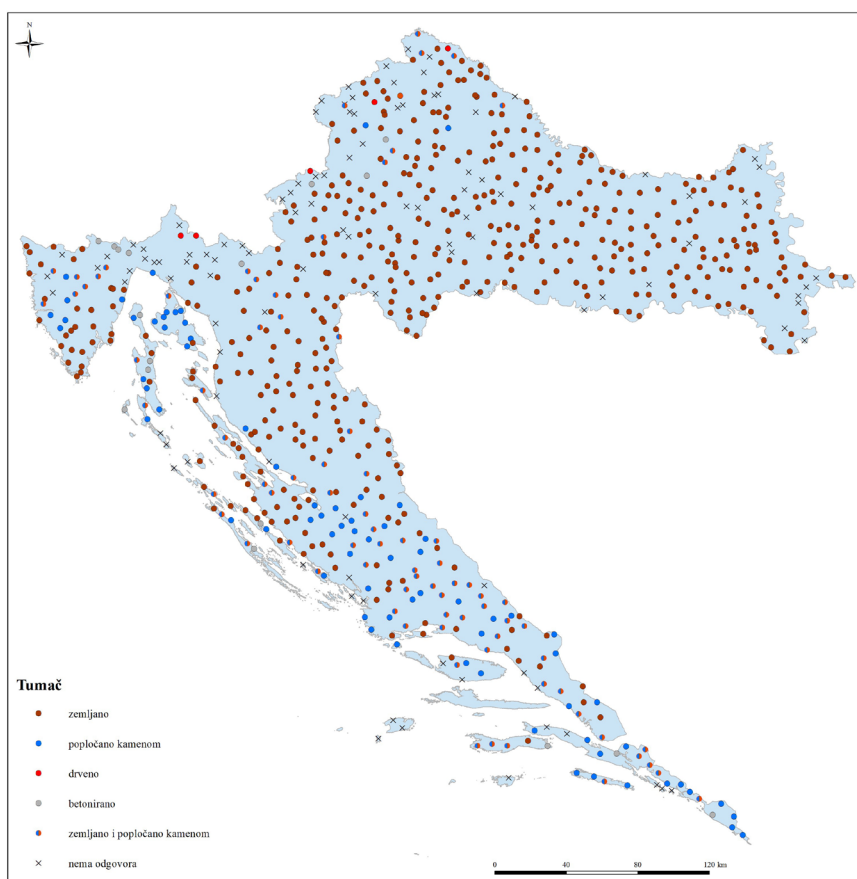 N
Tumač
zemljano
popločano kamenom
drveno
betonirano
zemljano i popločano kamenom
nema odgovora
0 40 80 120 km